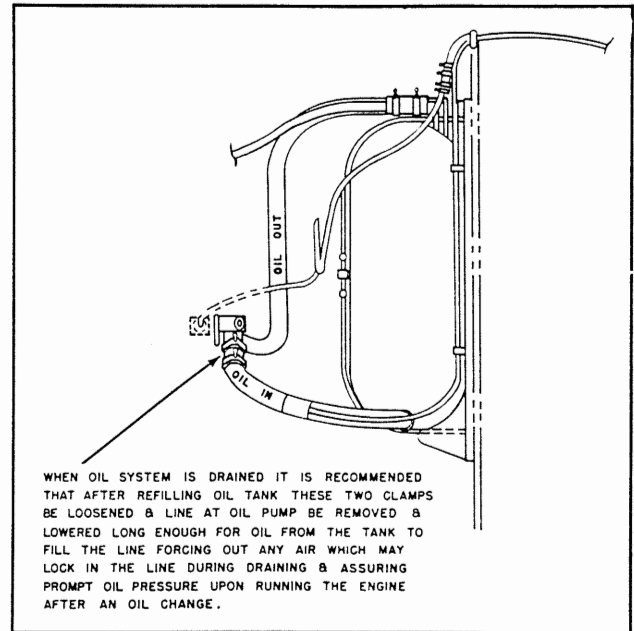 OIL OUT
OIL IN
WHEN OIL SYSTEM IS DRAINED IT IS RECOMMENDED
THAT AFTER REFILLING OIL TANK THESE TWO CLAMPS
BE LOOSENED & LINE AT OIL PUMP BE REMOVED &
LOWERED LONG ENOUGH FOR OIL FROM THE TANK TO
FILL THE LINE FORCING OUT ANY AIR WHICH MAY
LOCK IN THE LINE DURING DRAINING & ASSURING
PROMPT OIL PRESSURE UPON RUNNING THE ENGINE
AFTER AN OIL CHANGE.